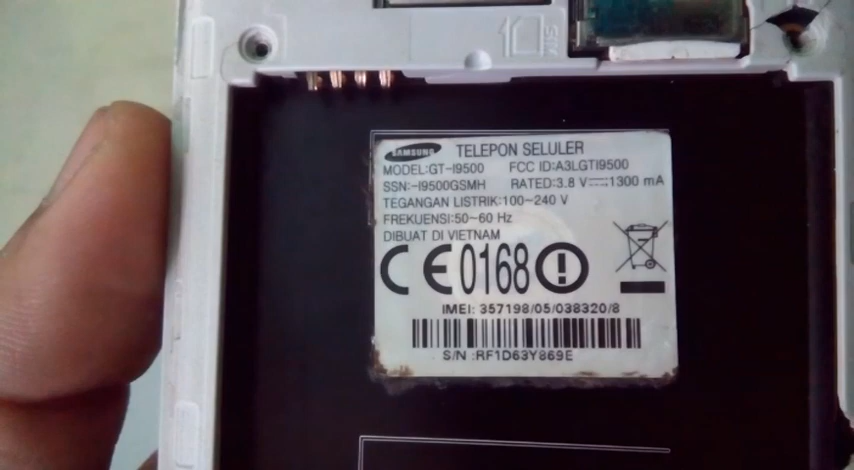 SIM
SAMSUNG TELEPON SELULER
MODEL:GT-I9500 FCC ID:A3LGTI9500
SSN:-I9500GSMH RATED:3.8 V⎓1300 mA
TEGANGAN LISTRIK:100~240 V
FREKUENSI:50~60 Hz
DIBUAT DI VIETNAM
CE0168
IMEI: 357198/05/038320/8
S/N :RF1D63Y869E